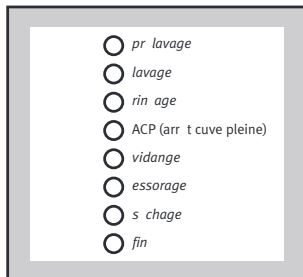 pr lavage
lavage
rin age
ACP (arr t cuve pleine)
vidange
essorage
s chage
fin